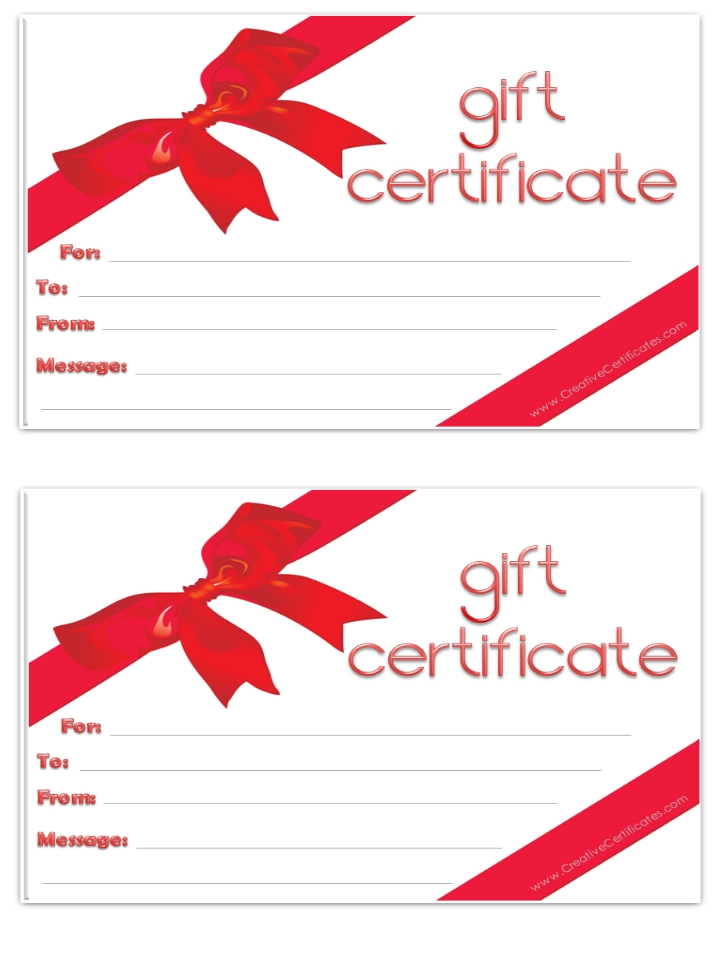 gift
certificate
For:
To:
From:
Message:
www.CreativeCertificates.com
gift
certificate
For:
To:
From:
Message:
www.CreativeCertificates.com